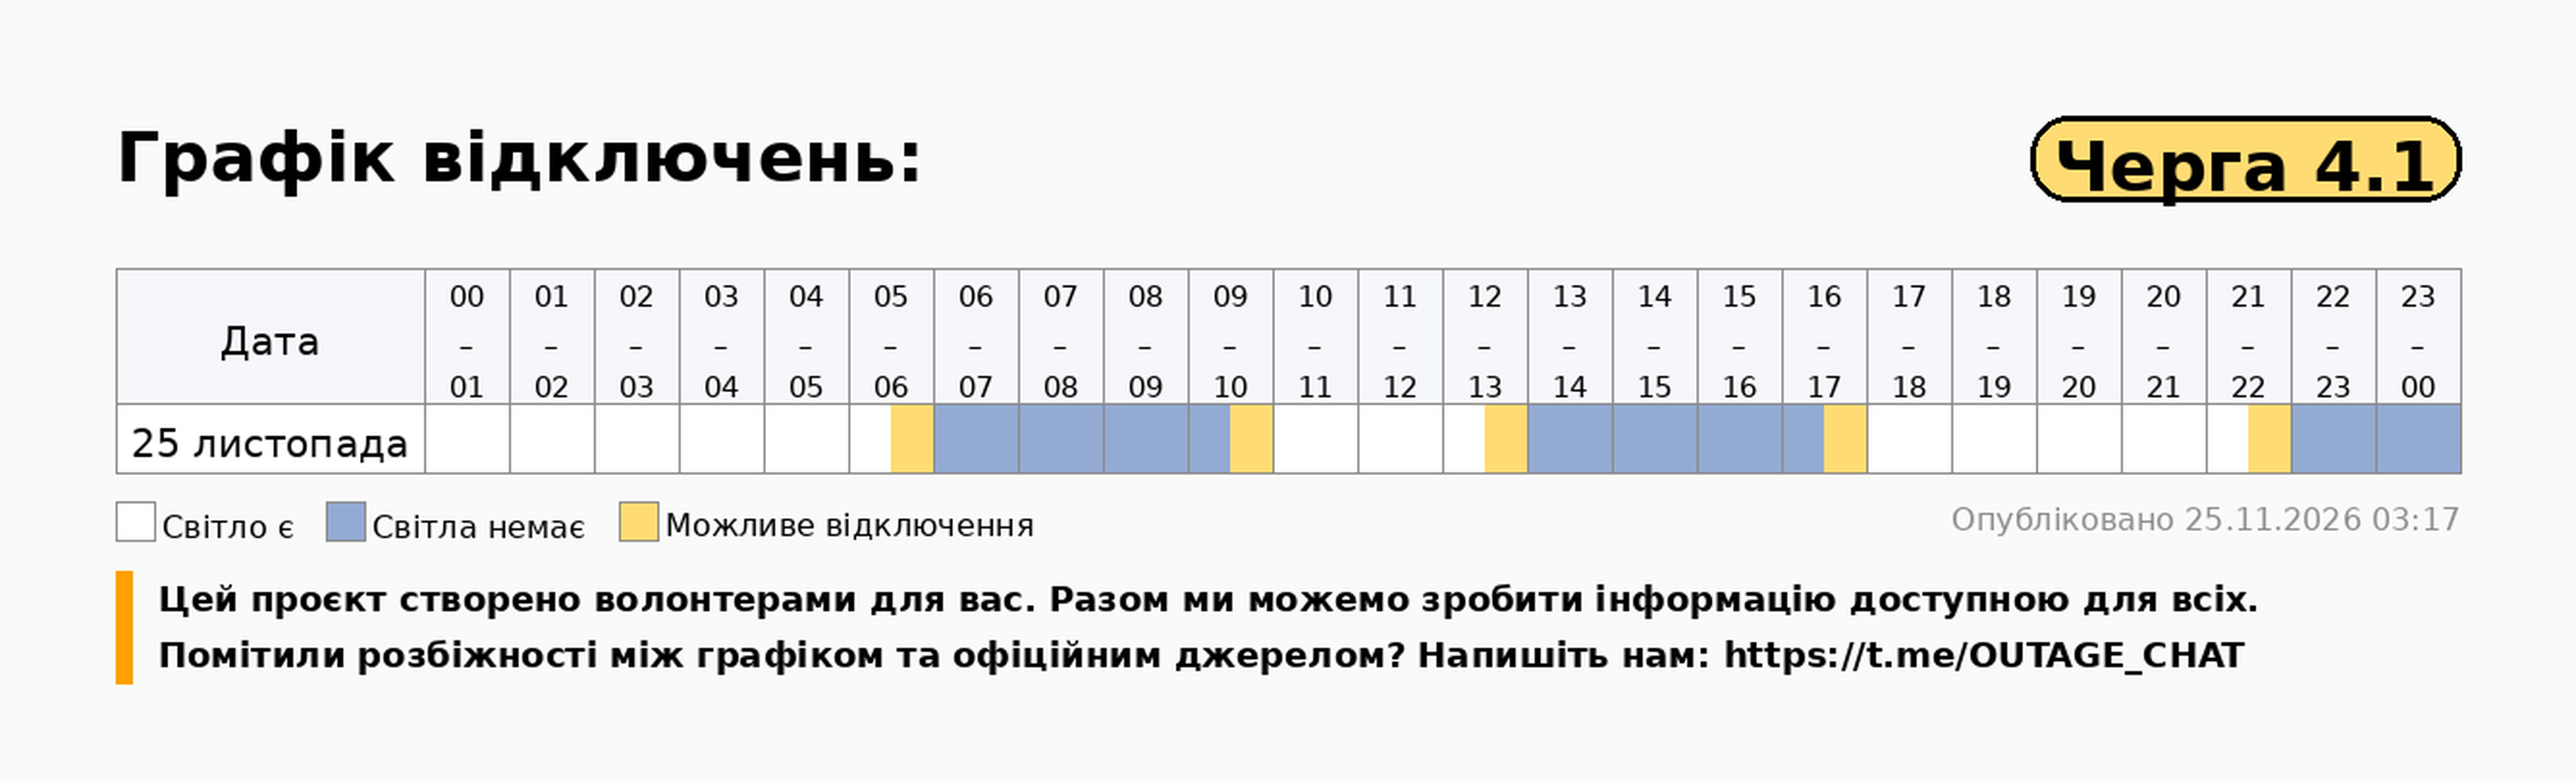 Графік відключень:
Черга 4.1
Дата
00 – 01
01 – 02
02 – 03
03 – 04
04 – 05
05 – 06
06 – 07
07 – 08
08 – 09
09 – 10
10 – 11
11 – 12
12 – 13
13 – 14
14 – 15
15 – 16
16 – 17
17 – 18
18 – 19
19 – 20
20 – 21
21 – 22
22 – 23
23 – 00
25 листопада
Світло є
Світла немає
Можливе відключення
Опубліковано 25.11.2026 03:17
Цей проєкт створено волонтерами для вас. Разом ми можемо зробити інформацію доступною для всіх.
Помітили розбіжності між графіком та офіційним джерелом? Напишіть нам: https://t.me/OUTAGE_CHAT